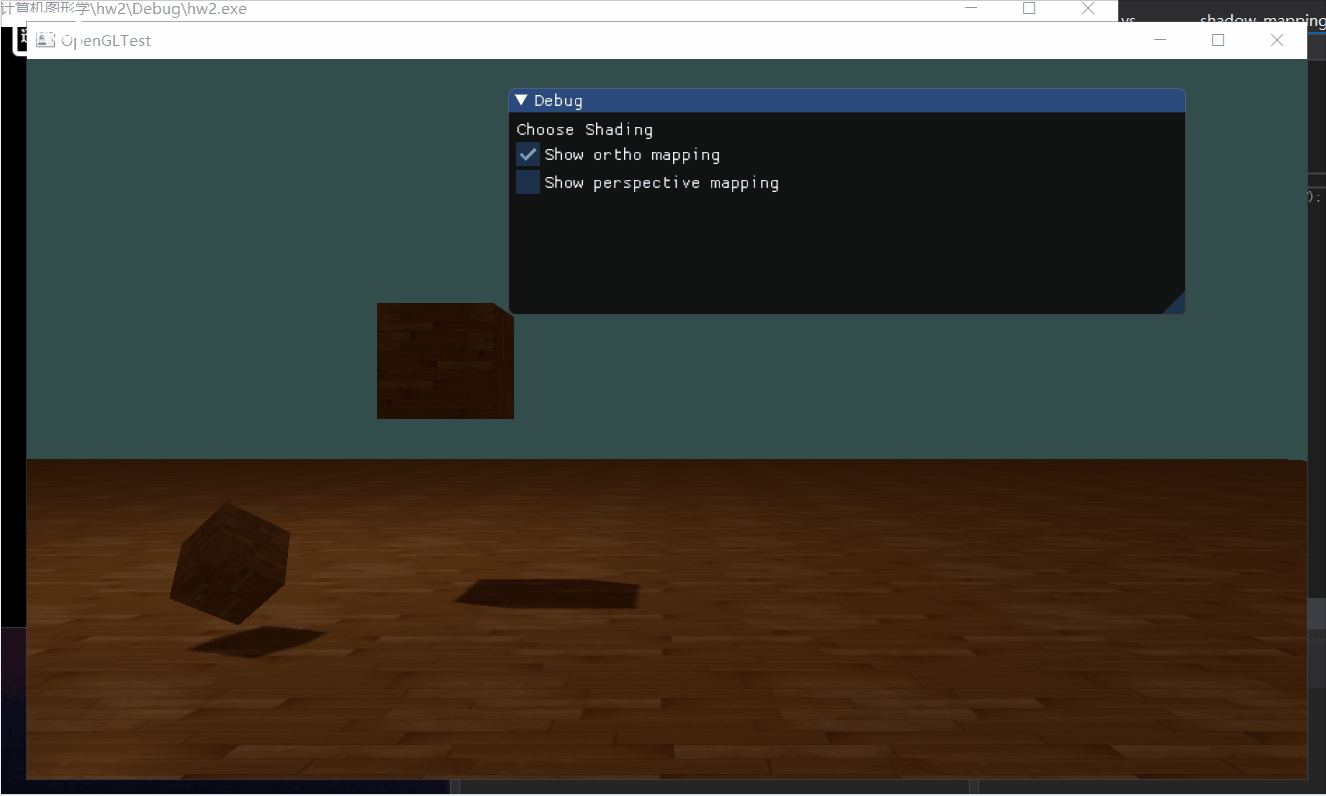 计算机图形学\hw2\Debug\hw2.exe
vs
shadow_mapping
OpenGLTest
Debug
Choose Shading
Show ortho mapping
Show perspective mapping
):